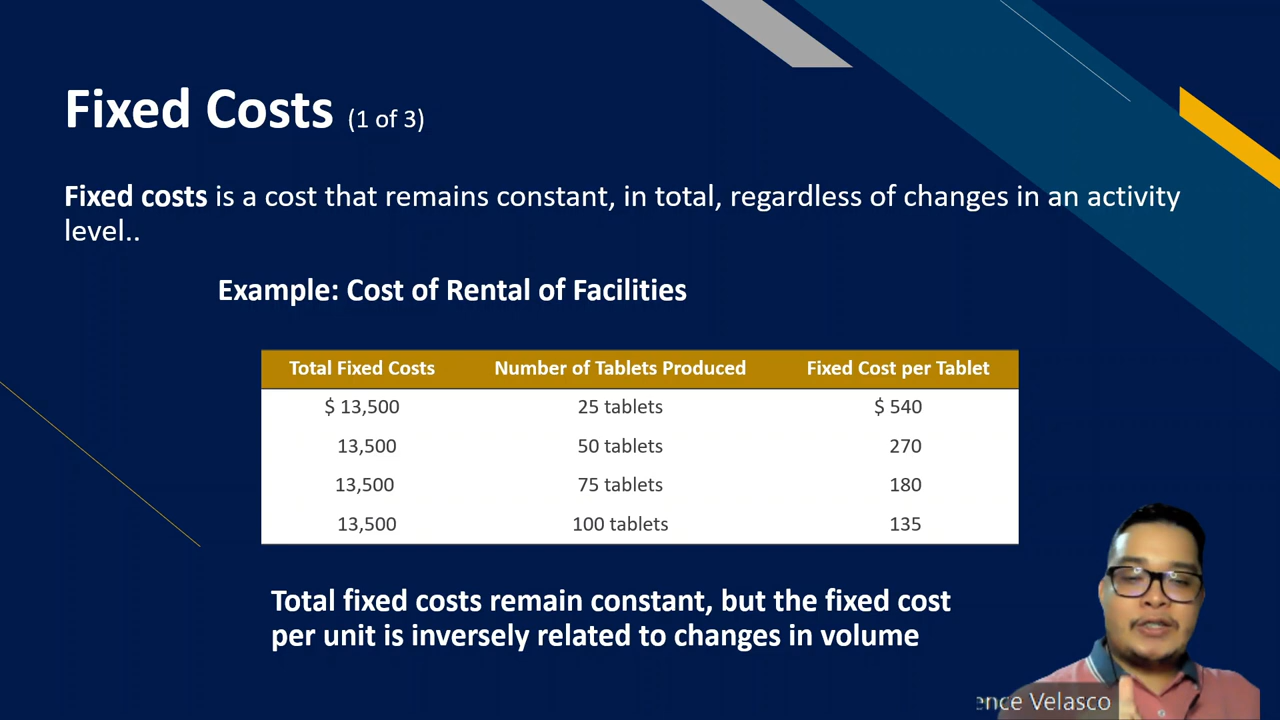 Fixed Costs (1 of 3)
Fixed costs is a cost that remains constant, in total, regardless of changes in an activity
level..
Example: Cost of Rental of Facilities
Total Fixed Costs Number of Tablets Produced Fixed Cost per Tablet
$ 13,500 25 tablets $ 540
13,500 50 tablets 270
13,500 75 tablets 180
13,500 100 tablets 135
Total fixed costs remain constant, but the fixed cost
per unit is inversely related to changes in volume
Velasco